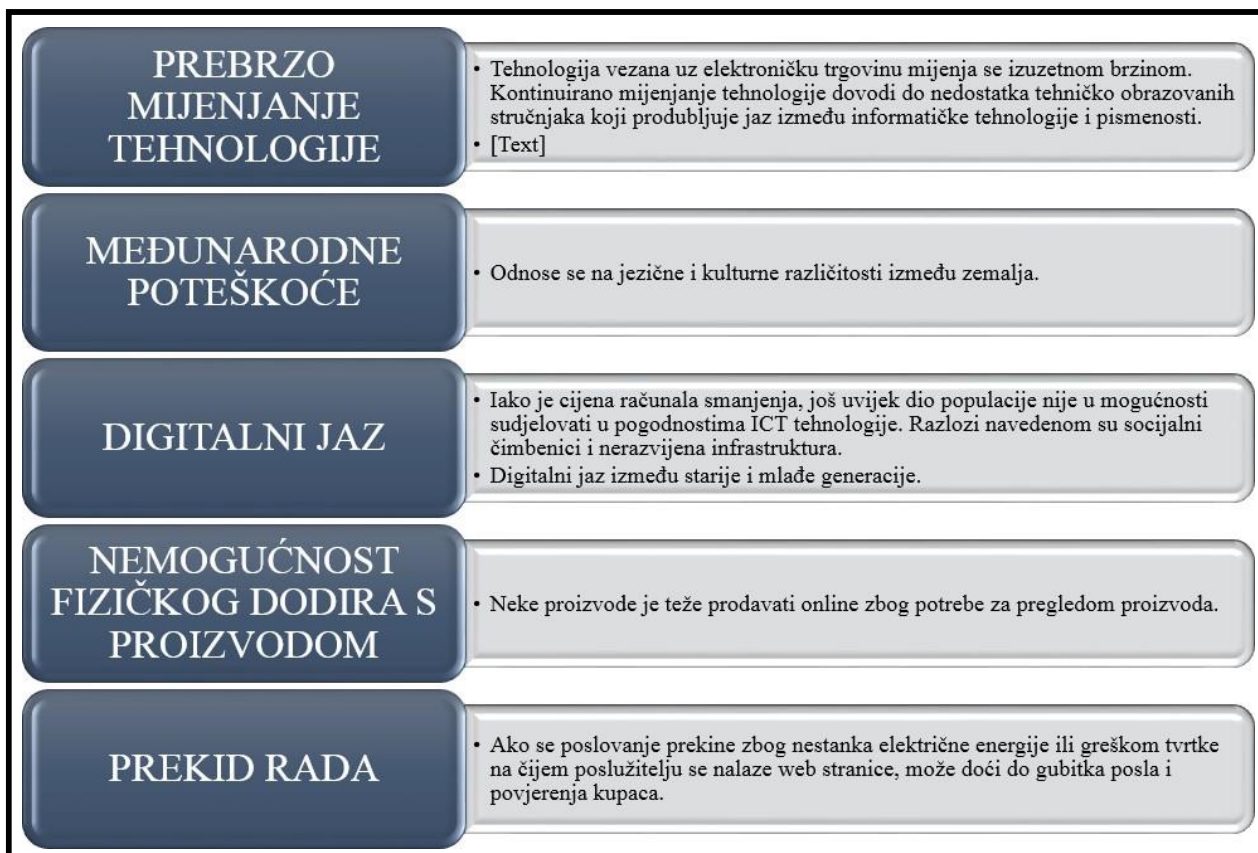 PREBRZO
MIJENJANJE
TEHNOLOGIJE
• Tehnologija vezana uz elektroničku trgovinu mijenja se izuzetnom brzinom.
Kontinuirano mijenjanje tehnologije dovodi do nedostatka tehničko obrazovanih
stručnjaka koji produbljuje jaz između informatičke tehnologije i pismenosti.
• [Text]
MEĐUNARODNE
POTEŠKOĆE
• Odnose se na jezične i kulturne različitosti između zemalja.
DIGITALNI JAZ
• Iako je cijena računala smanjenja, još uvijek dio populacije nije u mogućnosti
sudjelovati u pogodnostima ICT tehnologije. Razlozi navedenom su socijalni
čimbenici i nerazvijena infrastruktura.
• Digitalni jaz između starije i mlađe generacije.
NEMOGUĆNOST
FIZIČKOG DODIRA S
PROIZVODOM
• Neke proizvode je teže prodavati online zbog potrebe za pregledom proizvoda.
PREKID RADA
• Ako se poslovanje prekine zbog nestanka električne energije ili greškom tvrtke
na čijem poslužitelju se nalaze web stranice, može doći do gubitka posla i
povjerenja kupaca.